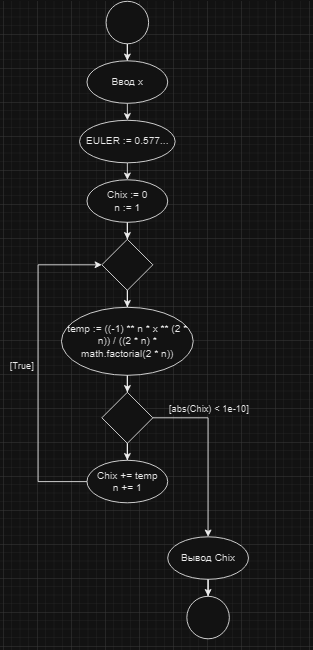 Ввод x
EULER := 0.577...
Chix := 0
n := 1
temp := ((-1) ** n * x ** (2 *
n)) / ((2 * n) *
math.factorial(2 * n))
[True]
[abs(Chix) < 1e-10]
Chix += temp
n += 1
Вывод Chix